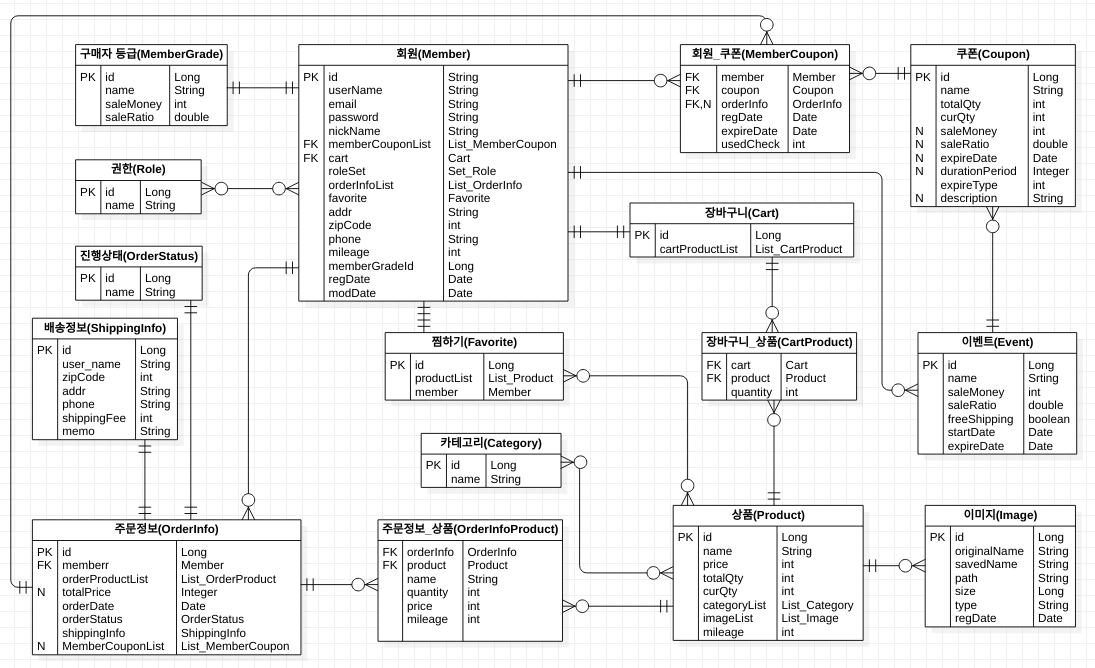 구매자 등급(MemberGrade)
PK id Long
name String
saleMoney int
saleRatio double
회원(Member)
PK id String
userName String
email String
password String
nickName String
FK memberCouponList List_MemberCoupon
FK cart Cart
roleSet Set_Role
orderInfoList List_OrderInfo
favorite Favorite
addr String
zipCode int
phone String
mileage int
memberGradeId Long
regDate Date
modDate Date
회원_쿠폰(MemberCoupon)
FK member Member
FK coupon Coupon
FK,N orderInfo OrderInfo
regDate Date
expireDate Date
usedCheck int
쿠폰(Coupon)
PK id Long
name String
totalQty int
curQty int
N saleMoney int
N saleRatio double
N expireDate Date
N durationPeriod Integer
expireType int
N description String
권한(Role)
PK id Long
name String
장바구니(Cart)
PK id Long
cartProductList List_CartProduct
진행상태(OrderStatus)
PK id Long
name String
배송정보(ShippingInfo)
PK id Long
user_name String
zipCode int
addr String
phone String
shippingFee int
memo String
찜하기(Favorite)
PK id Long
productList List_Product
member Member
장바구니_상품(CartProduct)
FK cart Cart
FK product Product
quantity int
이벤트(Event)
PK id Long
name Srting
saleMoney int
saleRatio double
freeShipping boolean
startDate Date
expireDate Date
카테고리(Category)
PK id Long
name String
주문정보(OrderInfo)
PK id Long
FK memberr Member
orderProductList List_OrderProduct
N totalPrice Integer
orderDate Date
orderStatus OrderStatus
shippingInfo ShippingInfo
N MemberCouponList List_MemberCoupon
주문정보_상품(OrderInfoProduct)
FK orderInfo OrderInfo
FK product Product
name String
quantity int
price int
mileage int
상품(Product)
PK id Long
name String
price int
totalQty int
curQty int
categoryList List_Category
imageList List_Image
mileage int
이미지(Image)
PK id Long
originalName String
savedName String
path String
size Long
type String
regDate Date